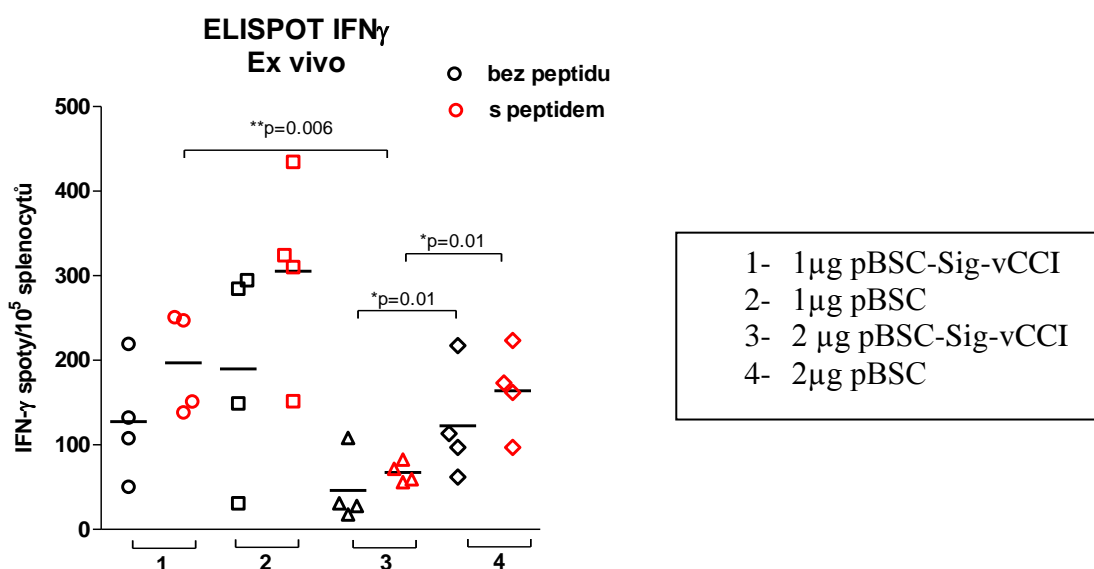 ELISPOT IFNγ
Ex vivo
bez peptidu
s peptidem
**p=0.006
*p=0.01
*p=0.01
IFN-γ spoty/10⁵ splenocytů
500
400
300
200
100
0
1
2
3
4
1- 1µg pBSC-Sig-vCCI
2- 1µg pBSC
3- 2 µg pBSC-Sig-vCCI
4- 2µg pBSC